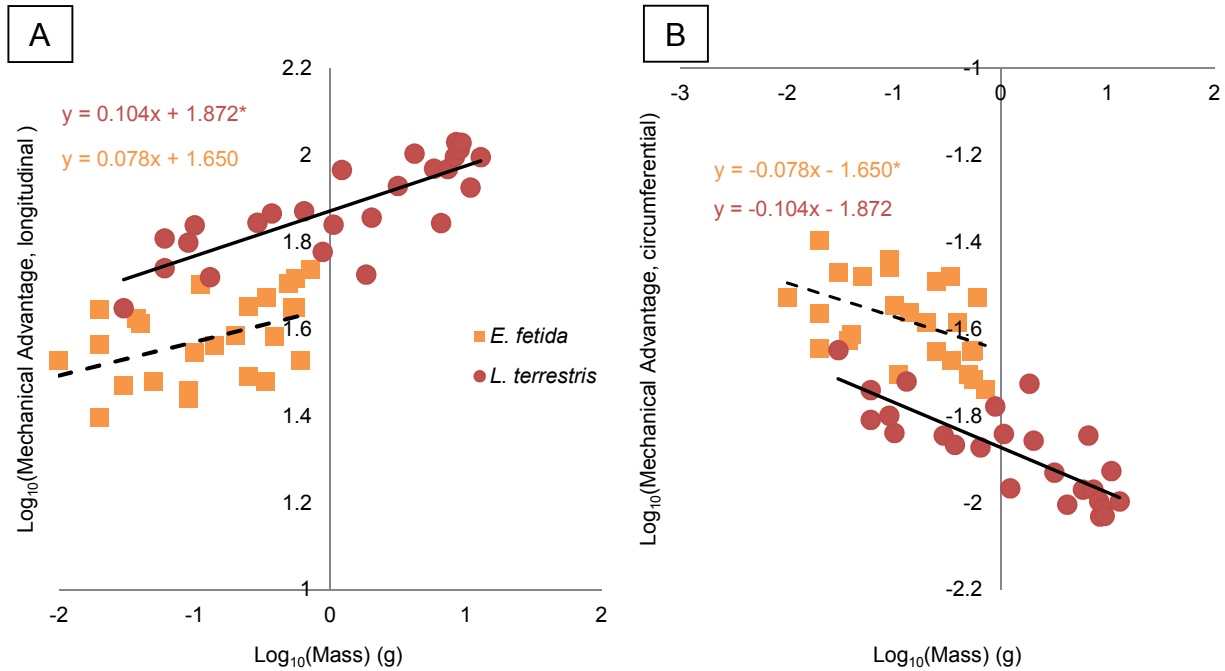 A
2.2
y = 0.104x + 1.872*
y = 0.078x + 1.650
2
1.8
1.6
1.4
1.2
1
-2
-1
0
1
2
Log10(Mechanical Advantage, longitudinal )
Log10(Mass) (g)
E. fetida
L. terrestris
B
-1
-3
-2
-1
0
1
2
-1.2
y = -0.078x - 1.650*
y = -0.104x - 1.872
-1.4
-1.6
-1.8
-2
-2.2
Log10(Mechanical Advantage, circumferential)
Log10(Mass) (g)